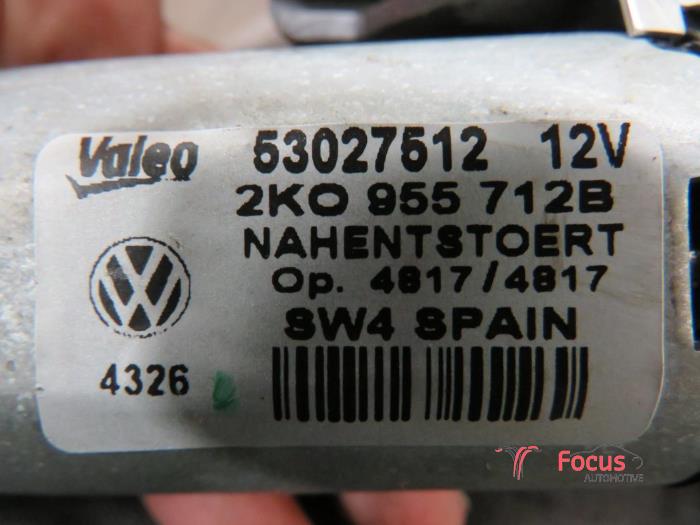 Valeo 53027512 12V
2K0 955 712B
NAHENTSTOERT
Op. 4817/4817
SW4 SPAIN
4326
Focus
AUTOMOTIVE